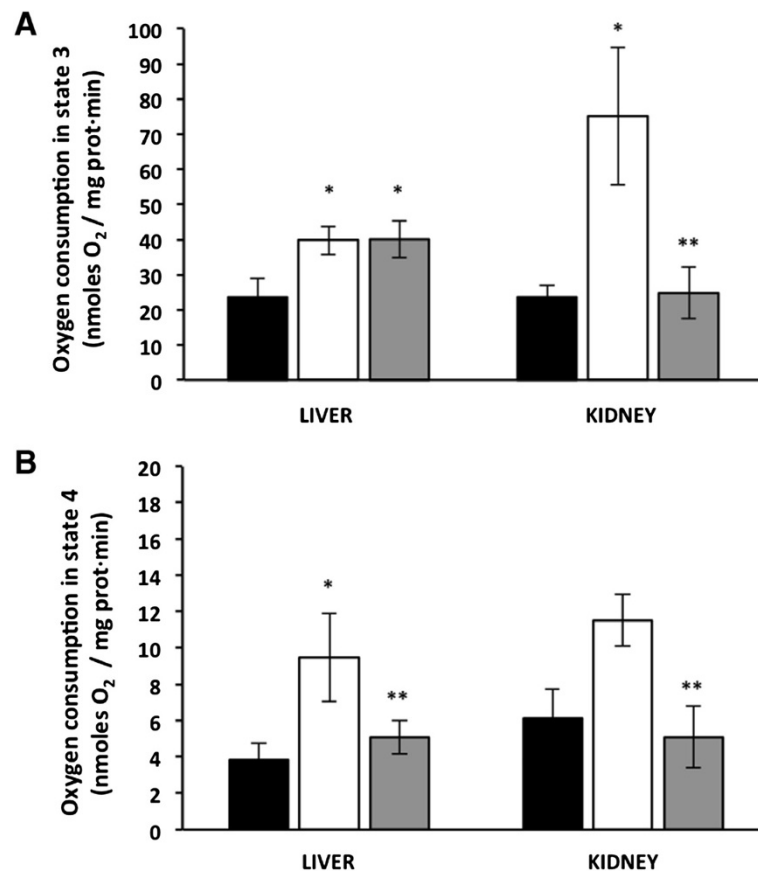 A
Oxygen consumption in state 3
(nmoles O₂ / mg prot·min)
100
90
80
70
60
50
40
30
20
10
0
*
*
*
**
LIVER
KIDNEY
B
Oxygen consumption in state 4
(nmoles O₂ / mg prot·min)
20
18
16
14
12
10
8
6
4
2
0
*
**
**
LIVER
KIDNEY